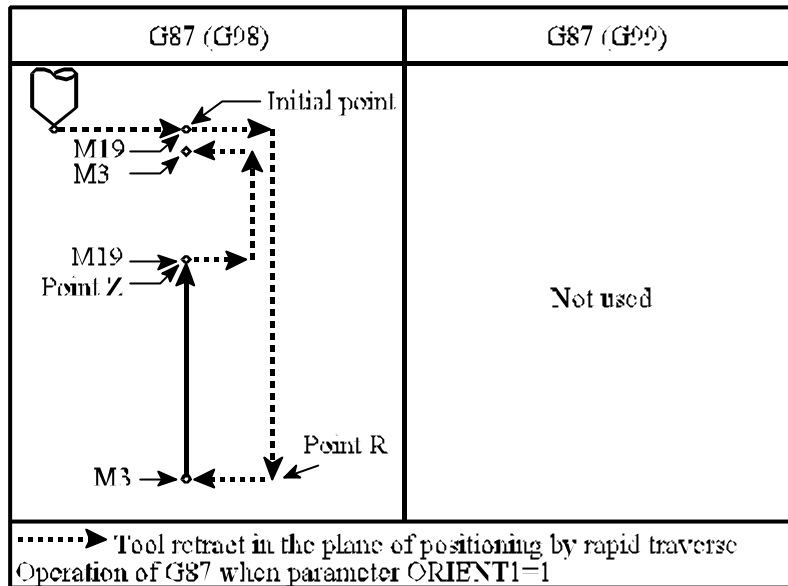 G87 (G98)
G87 (G99)
Initial point
M19
M3
M19
Point Z
Not used
Point R
M3
Tool retract in the plane of positioning by rapid traverse
Operation of G87 when parameter ORIENT1=1